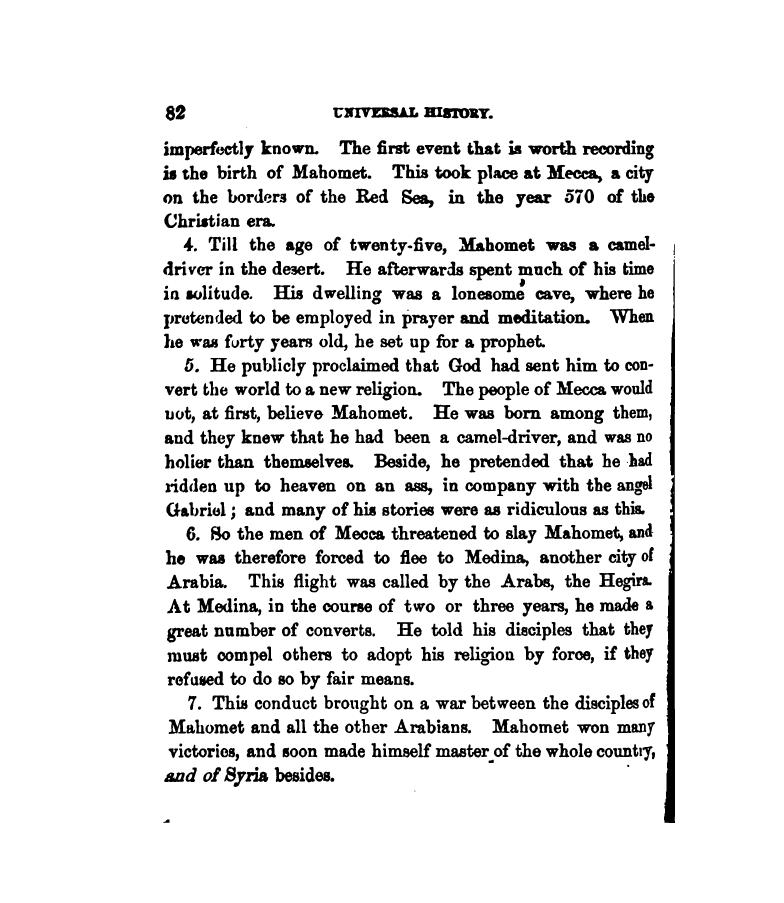 82 UNIVERSAL HISTORY.
imperfectly known. The first event that is worth recording
is the birth of Mahomet. This took place at Mecca, a city
on the borders of the Red Sea, in the year 570 of the
Christian era.
4. Till the age of twenty-five, Mahomet was a camel-
driver in the desert. He afterwards spent much of his time
in solitude. His dwelling was a lonesome cave, where he
pretended to be employed in prayer and meditation. When
he was forty years old, he set up for a prophet.
5. He publicly proclaimed that God had sent him to con-
vert the world to a new religion. The people of Mecca would
not, at first, believe Mahomet. He was born among them,
and they knew that he had been a camel-driver, and was no
holier than themselves. Beside, he pretended that he had
ridden up to heaven on an ass, in company with the angel
Gabriel; and many of his stories were as ridiculous as this.
6. So the men of Mecca threatened to slay Mahomet, and
he was therefore forced to flee to Medina, another city of
Arabia. This flight was called by the Arabs, the Hegira.
At Medina, in the course of two or three years, he made a
great number of converts. He told his disciples that they
must compel others to adopt his religion by force, if they
refused to do so by fair means.
7. This conduct brought on a war between the disciples of
Mahomet and all the other Arabians. Mahomet won many
victories, and soon made himself master of the whole country,
and of Syria besides.